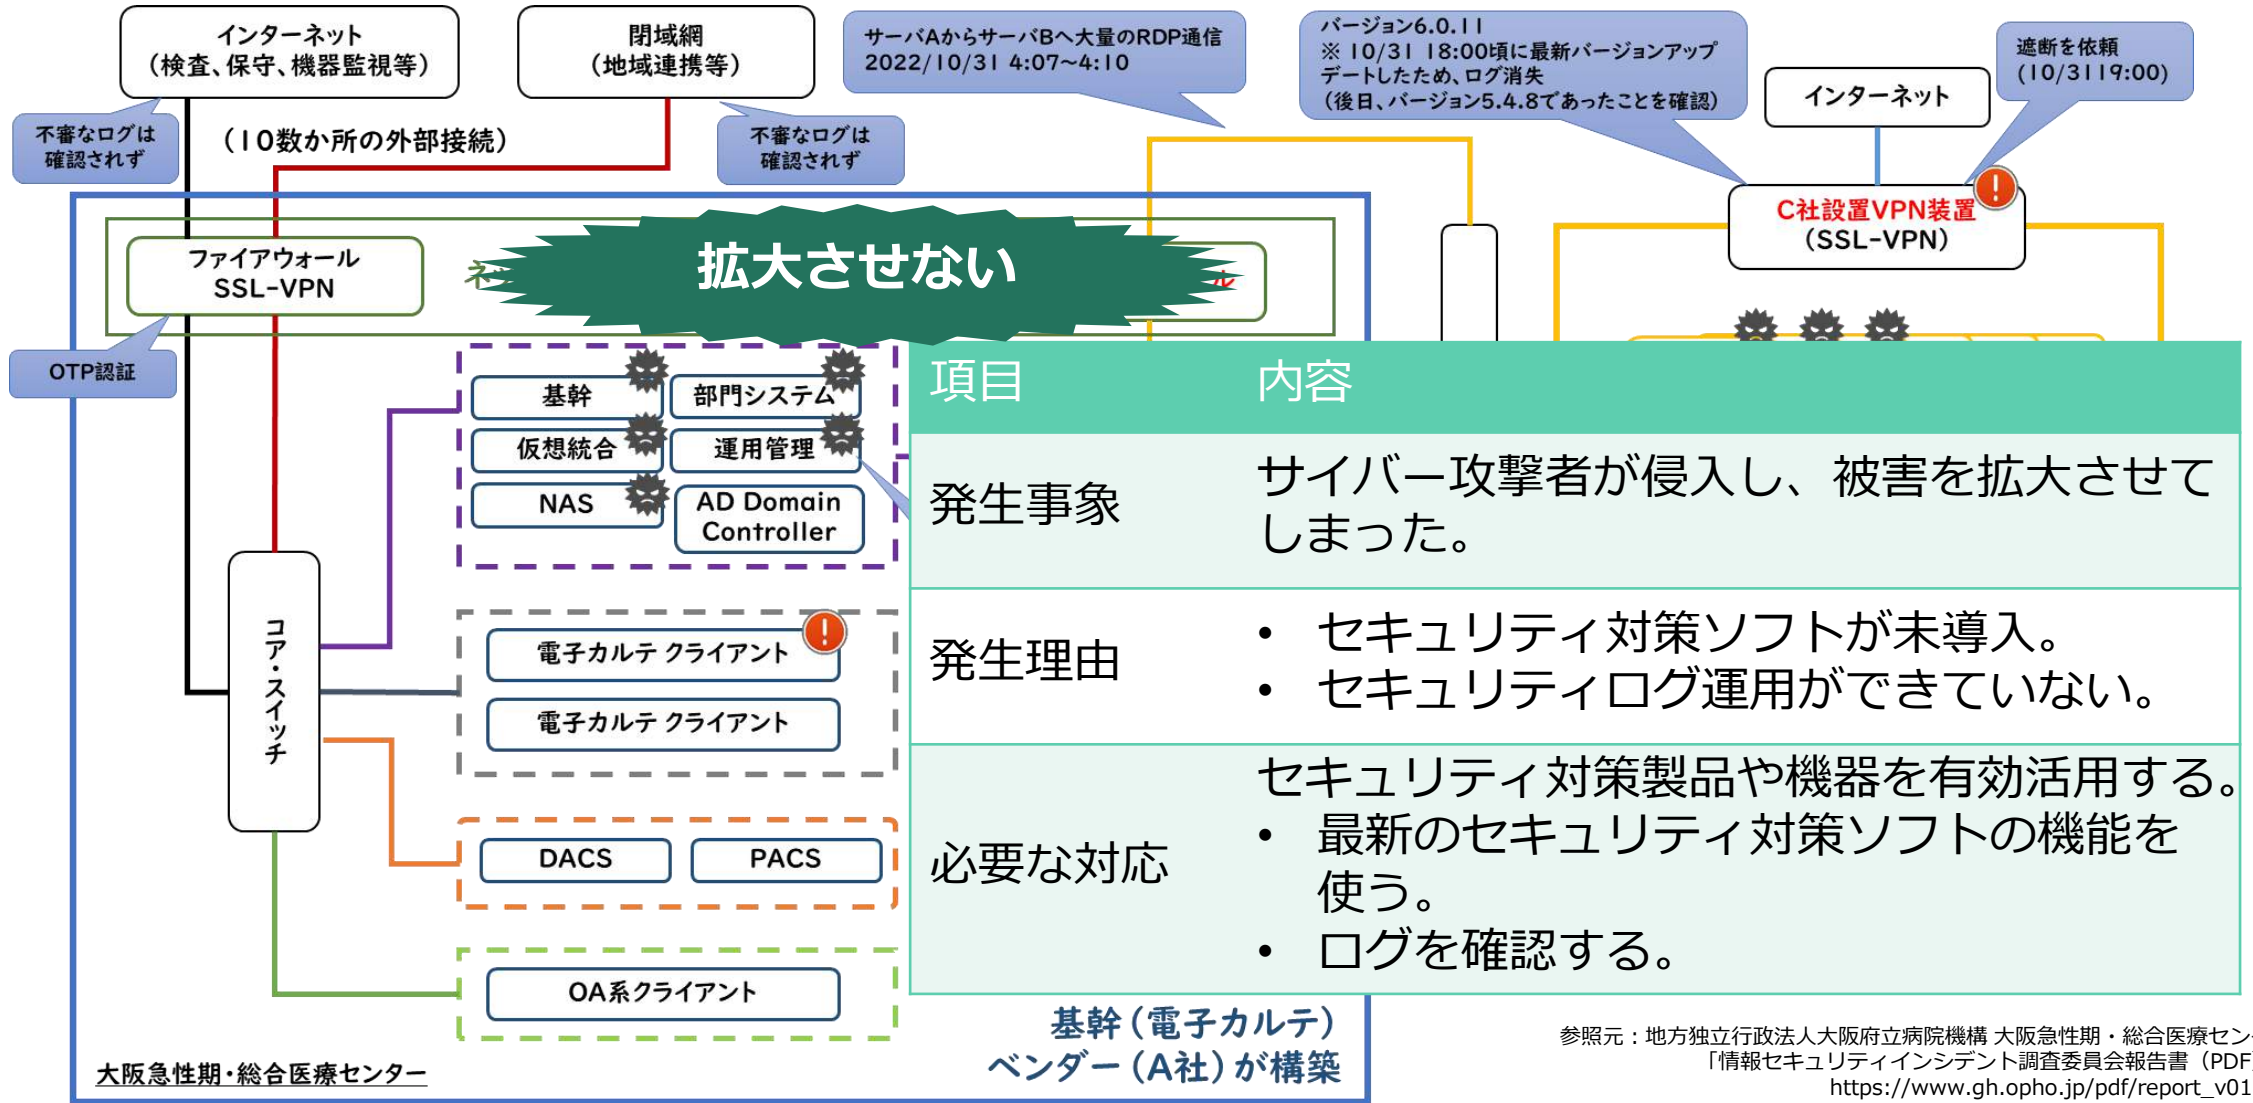 インターネット
(検査、保守、機器監視等)
閉域網
(地域連携等)
サーバAからサーバBへ大量のRDP通信
2022/10/31 4:07~4:10
バージョン6.0.11
※ 10/31 18:00頃に最新バージョンアップ
デートしたため、ログ消失
(後日、バージョン5.4.8であったことを確認)
遮断を依頼
(10/3119:00)
インターネット
不審なログは
確認されず
(10数か所の外部接続)
不審なログは
確認されず
C社設置VPN装置
(SSL-VPN)
ファイアウォール
SSL-VPN
拡大させない
OTP認証
基幹
部門システム
仮想統合
運用管理
NAS
AD Domain
Controller
コア・スイッチ
電子カルテ クライアント
電子カルテ クライアント
DACS
PACS
OA系クライアント
項目 内容
発生事象
サイバー攻撃者が侵入し、被害を拡大させて
しまった。
発生理由
• セキュリティ対策ソフトが未導入。
• セキュリティログ運用ができていない。
必要な対応
セキュリティ対策製品や機器を有効活用する。
• 最新のセキュリティ対策ソフトの機能を
使う。
• ログを確認する。
基幹(電子カルテ)
ベンダー(A社)が構築
大阪急性期・総合医療センター
参照元:地方独立行政法人大阪府立病院機構 大阪急性期・総合医療セン
「情報セキュリティインシデント調査委員会報告書(PDF)
https://www.gh.opho.jp/pdf/report_v01